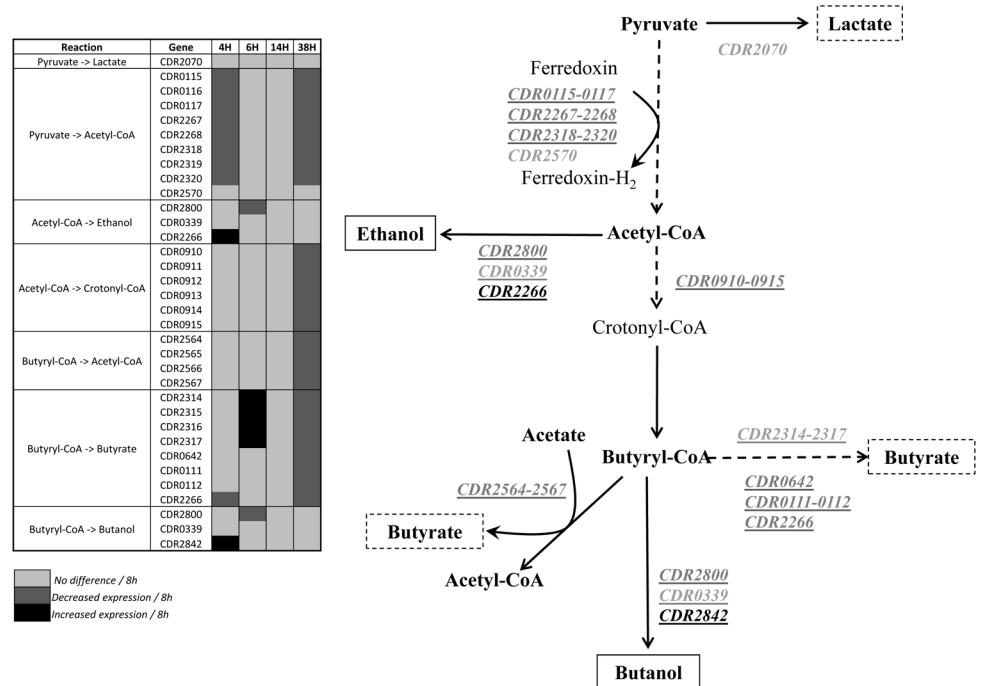 Reaction Gene 4H 6H 14H 38H
Pyruvate -> Lactate CDR2070
CDR0115
CDR0116
CDR0117
CDR2267
Pyruvate -> Acetyl-CoA CDR2268
CDR2318
CDR2319
CDR2320
CDR2570
CDR2800
Acetyl-CoA -> Ethanol CDR0339
CDR2266
CDR0910
CDR0911
Acetyl-CoA -> Crotonyl-CoA CDR0912
CDR0913
CDR0914
CDR0915
CDR2564
Butyryl-CoA -> Acetyl-CoA CDR2565
CDR2566
CDR2567
CDR2314
CDR2315
CDR2316
Butyryl-CoA -> Butyrate CDR2317
CDR0642
CDR0111
CDR0112
CDR2266
CDR2800
Butyryl-CoA -> Butanol CDR0339
CDR2842
No difference / 8h
Decreased expression / 8h
Increased expression / 8h
Pyruvate
Lactate
CDR2070
Ferredoxin
CDR0115-0117
CDR2267-2268
CDR2318-2320
CDR2570
Ferredoxin-H2
Ethanol
Acetyl-CoA
CDR2800
CDR0339
CDR2266
CDR0910-0915
Crotonyl-CoA
Acetate
Butyryl-CoA
CDR2314-2317
Butyrate
CDR2564-2567
CDR0642
CDR0111-0112
CDR2266
Butyrate
Acetyl-CoA
CDR2800
CDR0339
CDR2842
Butanol